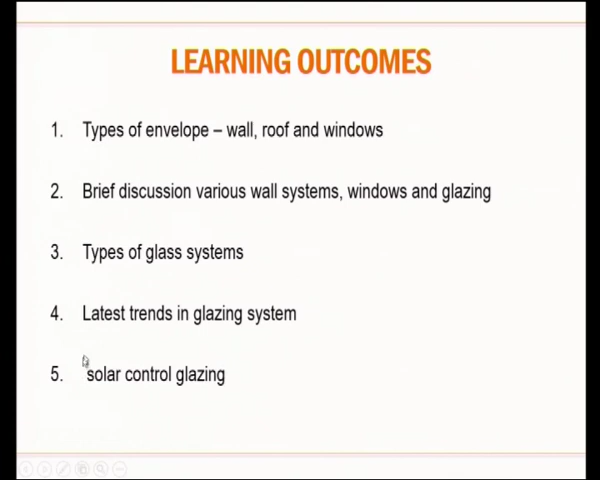 LEARNING OUTCOMES
1. Types of envelope – wall, roof and windows
2. Brief discussion various wall systems, windows and glazing
3. Types of glass systems
4. Latest trends in glazing system
5. solar control glazing